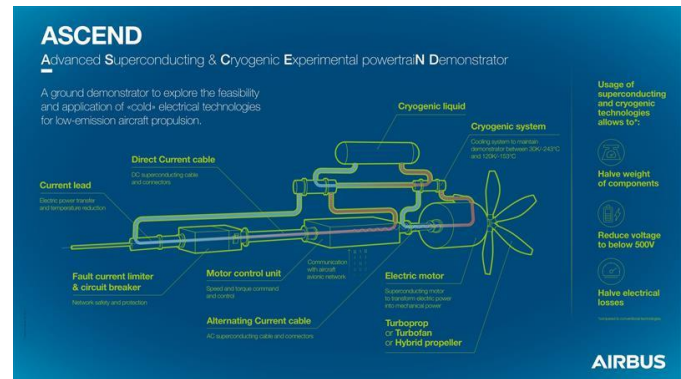 ASCEND
Advanced Superconducting & Cryogenic Experimental powertraiN Demonstrator
A ground demonstrator to explore the feasibility
and application of «cold» electrical technologies
for low-emission aircraft propulsion.
Cryogenic liquid
Cryogenic system
Cooling system to maintain
demonstrator between 30K/-243°C
and 120K/-153°C
Direct Current cable
DC superconducting cable
and connectors
Current lead
Electric power transfer
and temperature reduction
Fault current limiter
& circuit breaker
Network safety and protection
Motor control unit
Speed and torque command
and control
Communication
with aircraft
avionic network
Alternating Current cable
AC superconducting cable and connectors
Electric motor
Superconducting motor
to transform electric power
into mechanical power
Turboprop
or Turbofan
or Hybrid propeller
Usage of
superconducting
and cryogenic
technologies
allows to*:
Halve weight
of components
Reduce voltage
to below 500V
Halve electrical
losses
AIRBUS